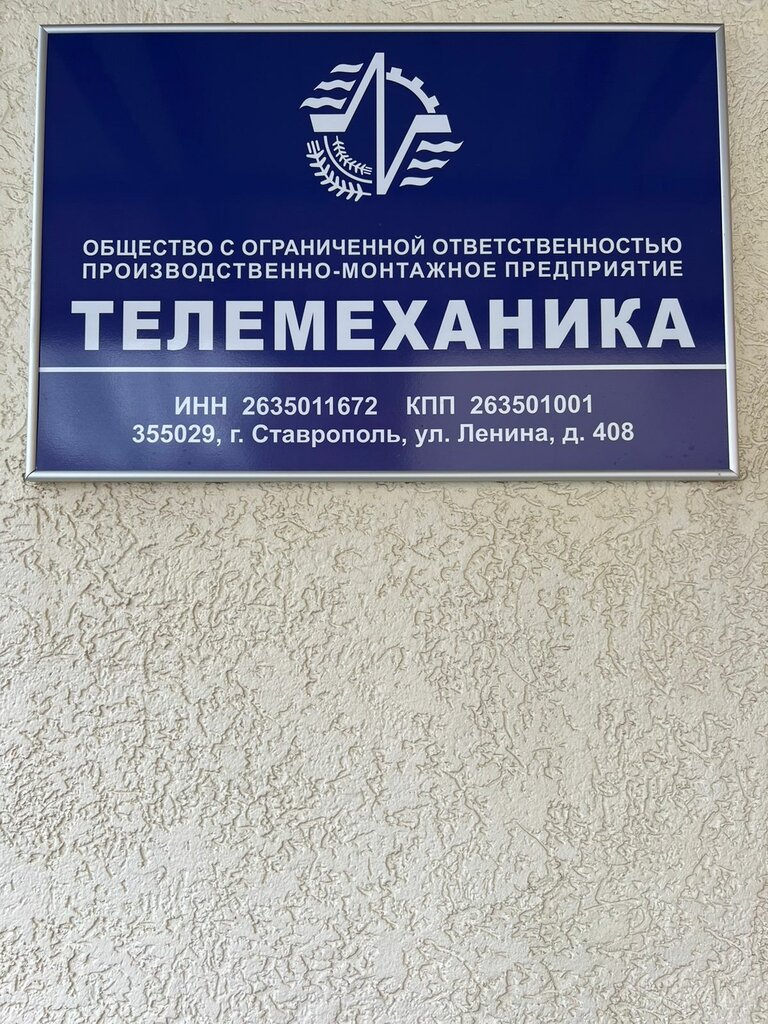 ОБЩЕСТВО С ОГРАНИЧЕННОЙ ОТВЕТСТВЕННОСТЬЮ
ПРОИЗВОДСТВЕННО-МОНТАЖНОЕ ПРЕДПРИЯТИЕ
ТЕЛЕМЕХАНИКА
ИНН 2635011672 КПП 263501001
355029, г. Ставрополь, ул. Ленина, д. 408